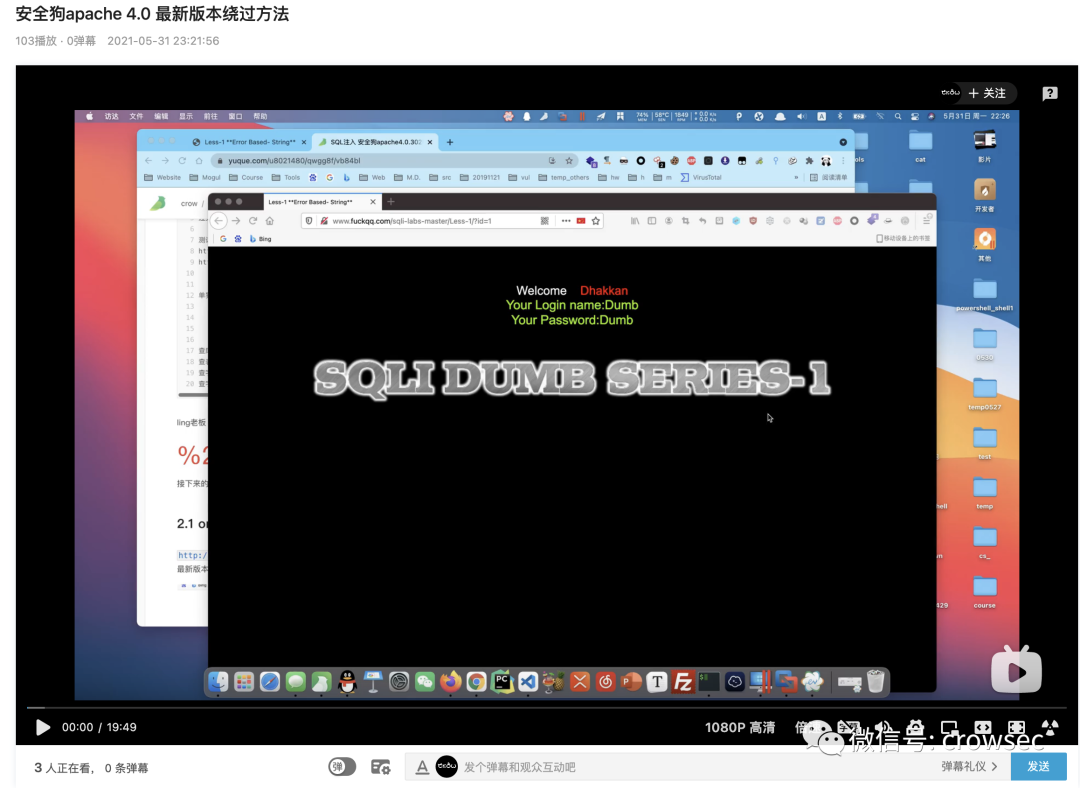 安全狗apache 4.0 最新版本绕过方法
103播放 · 0弹幕 2021-05-31 23:21:56
+ 关注
访达 文件 编辑 显示 前往 窗口 帮助
5月31日 周一 22:26
Less-1 **Error Based- String**
SQL注入 安全狗apache4.0.302
yuque.com/u8021480/qwgg8f/vb84bl
Website Mogul Course Tools Web M.D. src 20191121 vul temp_others hw h m VirusTotal
阅读清单
crow /
Less-1 **Error Based- String**
www.fuckqq.com/sqli-labs-master/Less-1/?id=1
Bing
移动设备上的书签
Welcome Dhakkan
Your Login name:Dumb
Your Password:Dumb
SQLI DUMB SERIES-1
ling老板
%2
接下来的
2.1 or
http:/
最新版本
cat
影片
开发者
其他
powershell_shell1
0530
temp0527
test
temp
cs_
course
00:00 / 19:49
1080P 高清
微信号: crowsec
3 人正在看, 0 条弹幕
弹
发个弹幕和观众互动吧
弹幕礼仪 >
发送